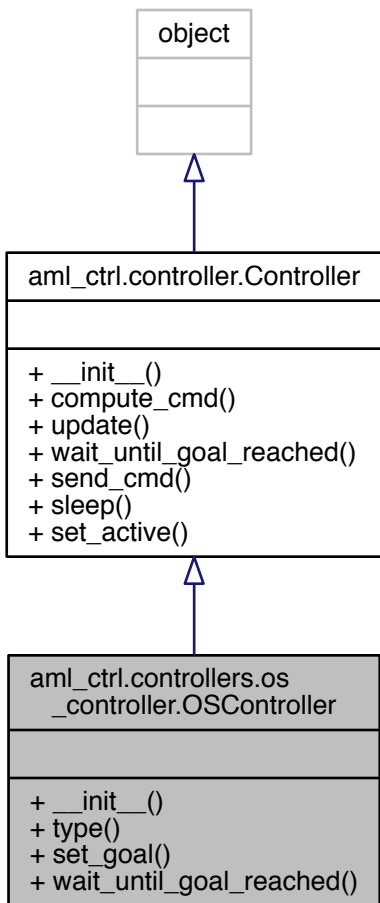 object
aml_ctrl.controller.Controller
+ __init__()
+ compute_cmd()
+ update()
+ wait_until_goal_reached()
+ send_cmd()
+ sleep()
+ set_active()
aml_ctrl.controllers.os
_controller.OSController
+ __init__()
+ type()
+ set_goal()
+ wait_until_goal_reached()